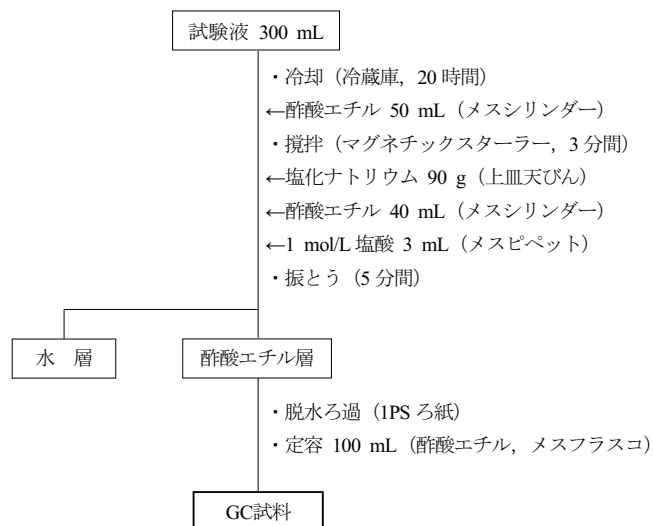 試験液 300 mL
・冷却（冷蔵庫，20 時間）
←酢酸エチル 50 mL（メスシリンダー）
・撹拌（マグネチックスターラー，3 分間）
←塩化ナトリウム 90 g（上皿天びん）
←酢酸エチル 40 mL（メスシリンダー）
←1 mol/L 塩酸 3 mL（メスピペット）
・振とう（5 分間）
水 層
酢酸エチル層
・脱水ろ過（1PS ろ紙）
・定容 100 mL（酢酸エチル，メスフラスコ）
GC試料